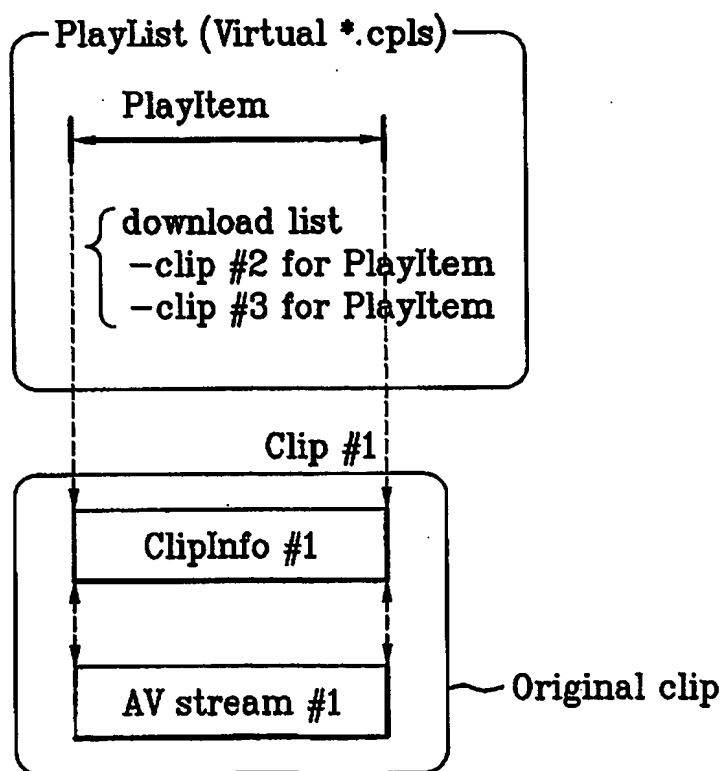 PlayList (Virtual *.cpls)
PlayItem
download list
-clip #2 for PlayItem
-clip #3 for PlayItem
Clip #1
ClipInfo #1
AV stream #1
Original clip